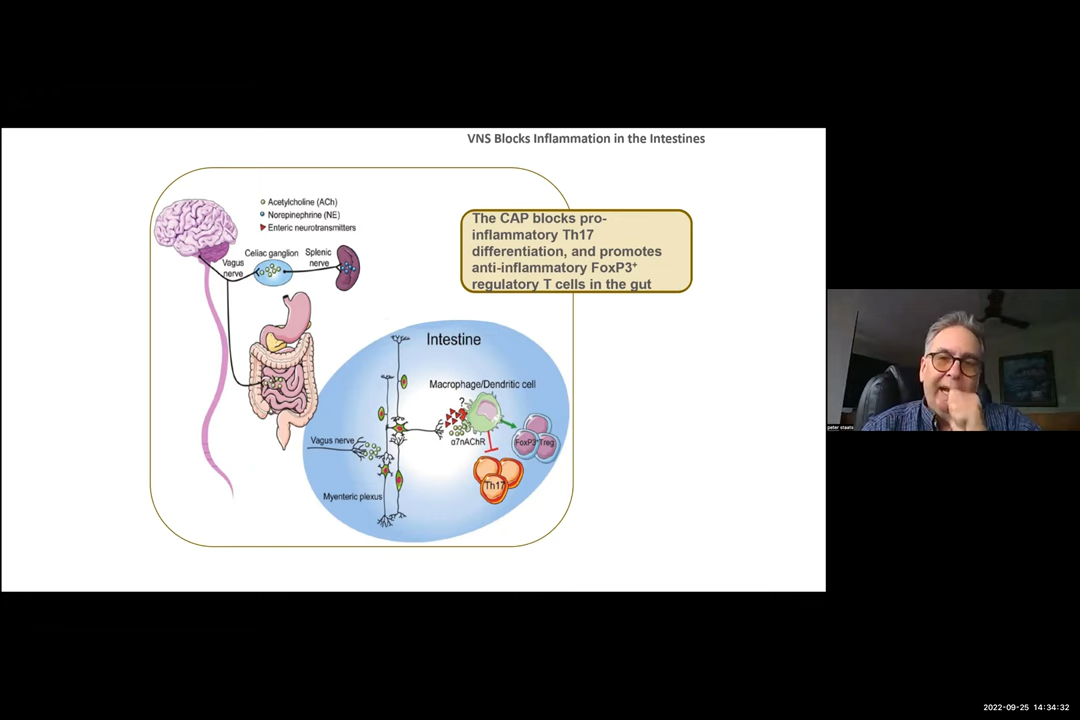 VNS Blocks Inflammation in the Intestines
Acetylcholine (ACh)
Norepinephrine (NE)
Enteric neurotransmitters
Celiac ganglion
Splenic
nerve
Vagus
nerve
The CAP blocks pro-
inflammatory Th17
differentiation, and promotes
anti-inflammatory FoxP3+
regulatory T cells in the gut
Intestine
Macrophage/Dendritic cell
?
α7nAChR
FoxP3+Treg
Th17
Vagus nerve
Myenteric plexus
peter staats
2022-09-25 14:34:32